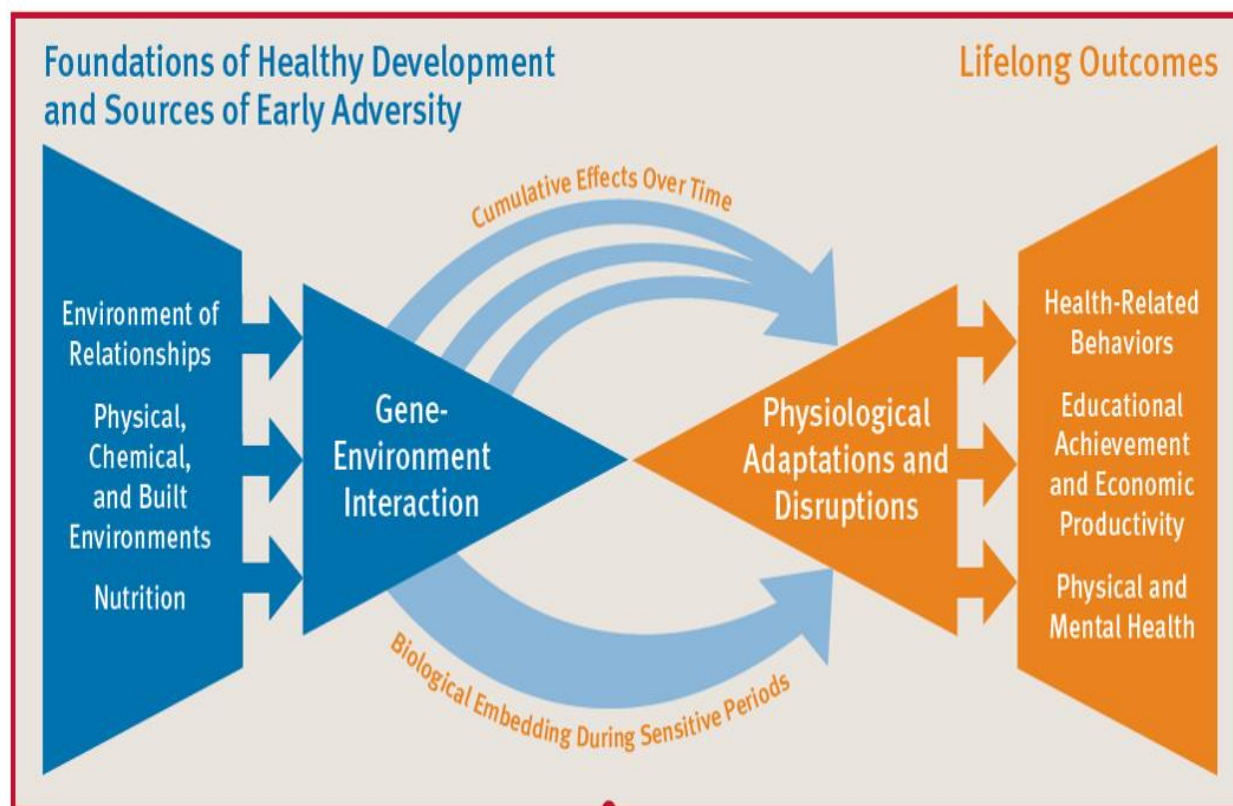 Foundations of Healthy Development
and Sources of Early Adversity
Lifelong Outcomes
Cumulative Effects Over Time
Environment of
Relationships
Physical,
Chemical,
and Built
Environments
Nutrition
Gene-
Environment
Interaction
Physiological
Adaptations and
Disruptions
Health-Related
Behaviors
Educational
Achievement
and Economic
Productivity
Physical and
Mental Health
Biological Embedding During Sensitive Periods